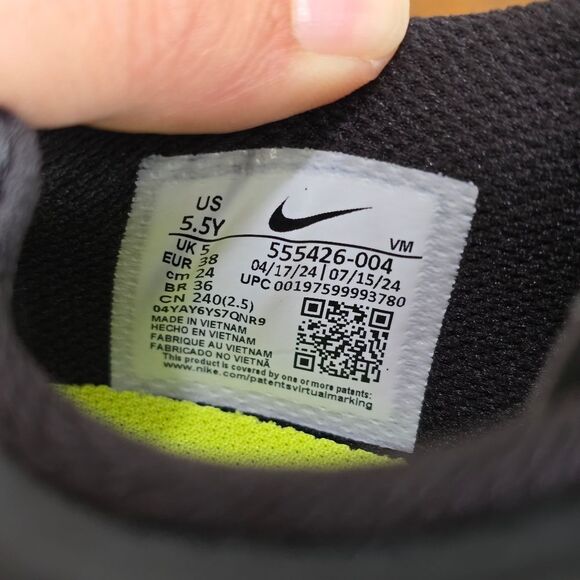 US
5.5Y
VM
UK 5
EUR 38
cm 24
BR 36
CN 240(2.5)
555426-004
04/17/24 | 07/15/24
UPC 00197599993780
04YAY6YS7QNR9
MADE IN VIETNAM
HECHO EN VIETNAM
FABRIQUE AU VIETNAM
FABRICADO NO VIETNÃ
This product is covered by one or more patents:
www.nike.com/patentsvirtualmarking